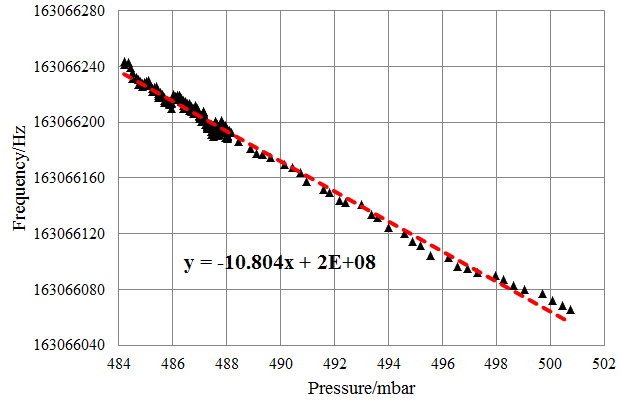 163066280
163066240
163066200
163066160
163066120
163066080
163066040
Frequency/Hz
y = -10.804x + 2E+08
484 486 488 490 492 494 496 498 500 502
Pressure/mbar